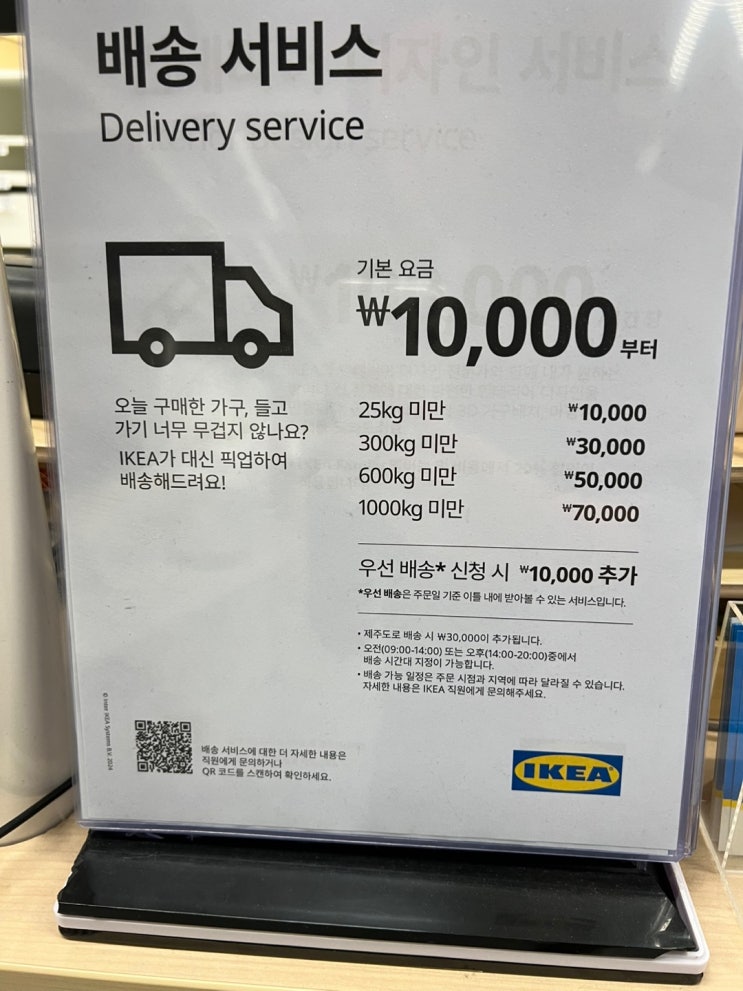 배송 서비스
Delivery service
기본 요금
₩10,000부터
오늘 구매한 가구, 들고
가기 너무 무겁지 않나요?
IKEA가 대신 픽업하여
배송해드려요!
25kg 미만 ₩10,000
300kg 미만 ₩30,000
600kg 미만 ₩50,000
1000kg 미만 ₩70,000
우선 배송* 신청 시 ₩10,000 추가
*우선 배송은 주문일 기준 이틀 내에 받아볼 수 있는 서비스입니다.
• 제주도로 배송 시 ₩30,000이 추가됩니다.
• 오전(09:00-14:00) 또는 오후(14:00-20:00)중에서
배송 시간대 지정이 가능합니다.
• 배송 가능 일정은 주문 시점과 지역에 따라 달라질 수 있습니다.
자세한 내용은 IKEA 직원에게 문의해주세요.
© Inter IKEA Systems B.V. 2024
배송 서비스에 대한 더 자세한 내용은
직원에게 문의하거나
QR 코드를 스캔하여 확인하세요.
IKEA